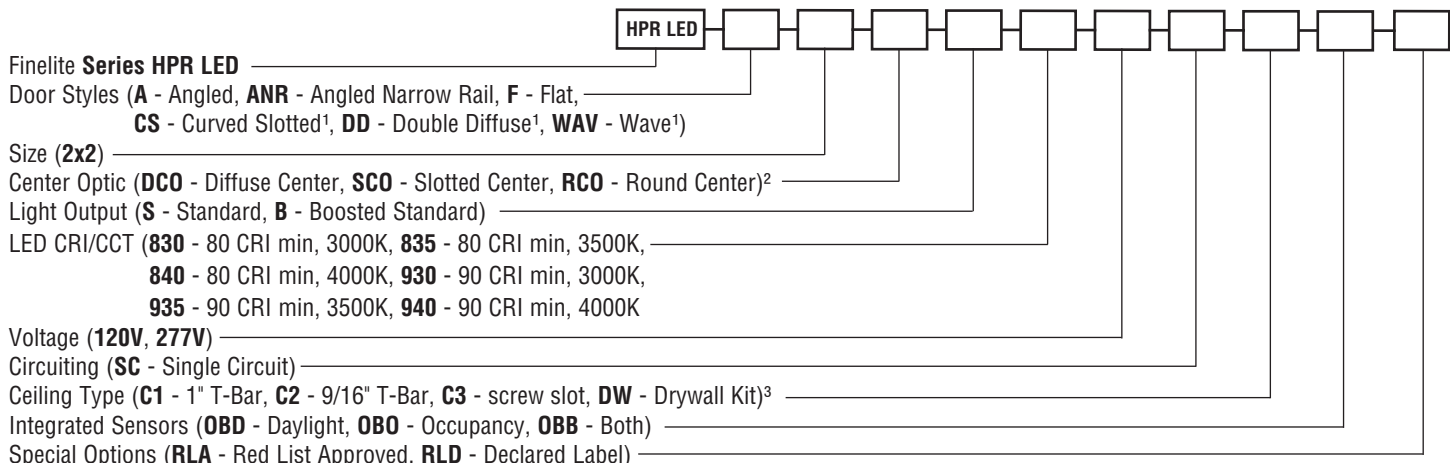 HPR LED
Finelite Series HPR LED
Door Styles (A - Angled, ANR - Angled Narrow Rail, F - Flat,
CS - Curved Slotted¹, DD - Double Diffuse¹, WAV - Wave¹)
Size (2x2)
Center Optic (DCO - Diffuse Center, SCO - Slotted Center, RCO - Round Center)²
Light Output (S - Standard, B - Boosted Standard)
LED CRI/CCT (830 - 80 CRI min, 3000K, 835 - 80 CRI min, 3500K,
840 - 80 CRI min, 4000K, 930 - 90 CRI min, 3000K,
935 - 90 CRI min, 3500K, 940 - 90 CRI min, 4000K
Voltage (120V, 277V)
Circuiting (SC - Single Circuit)
Ceiling Type (C1 - 1" T-Bar, C2 - 9/16" T-Bar, C3 - screw slot, DW - Drywall Kit)³
Integrated Sensors (OBD - Daylight, OBO - Occupancy, OBB - Both)
Special Options (RLA - Red List Approved, RLD - Declared Label)